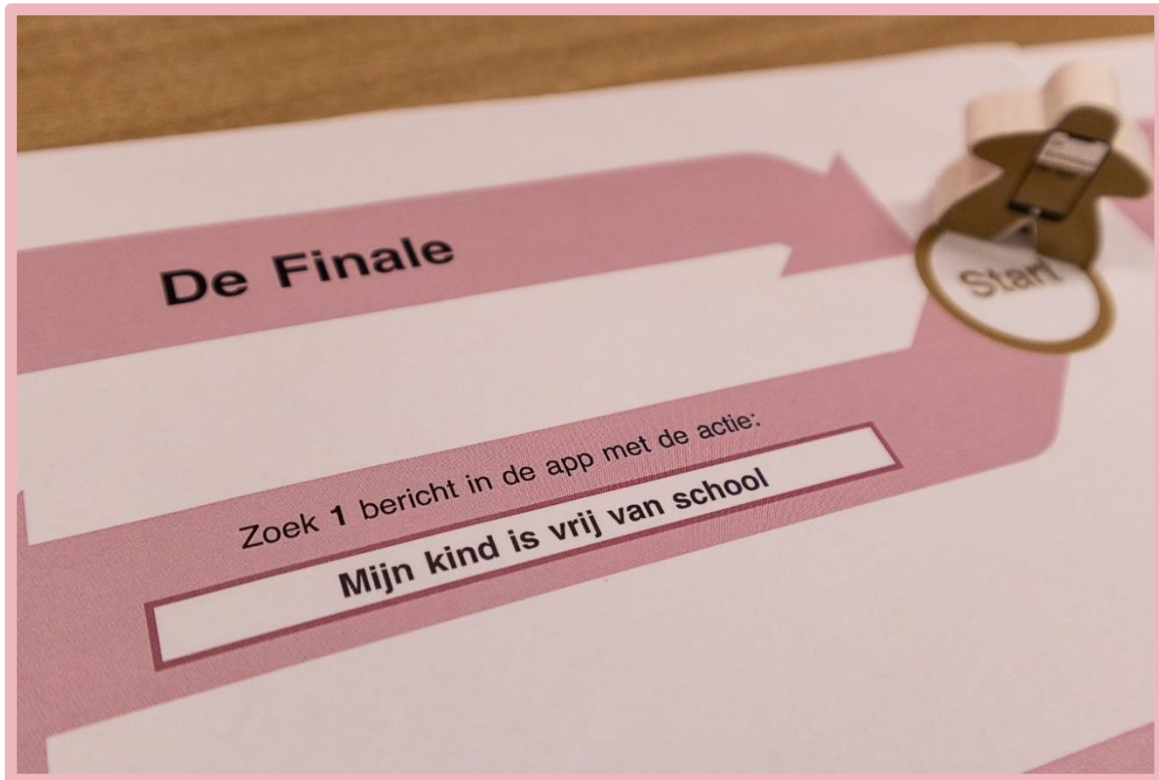 De Finale
Start
Zoek 1 bericht in de app met de actie:
Mijn kind is vrij van school